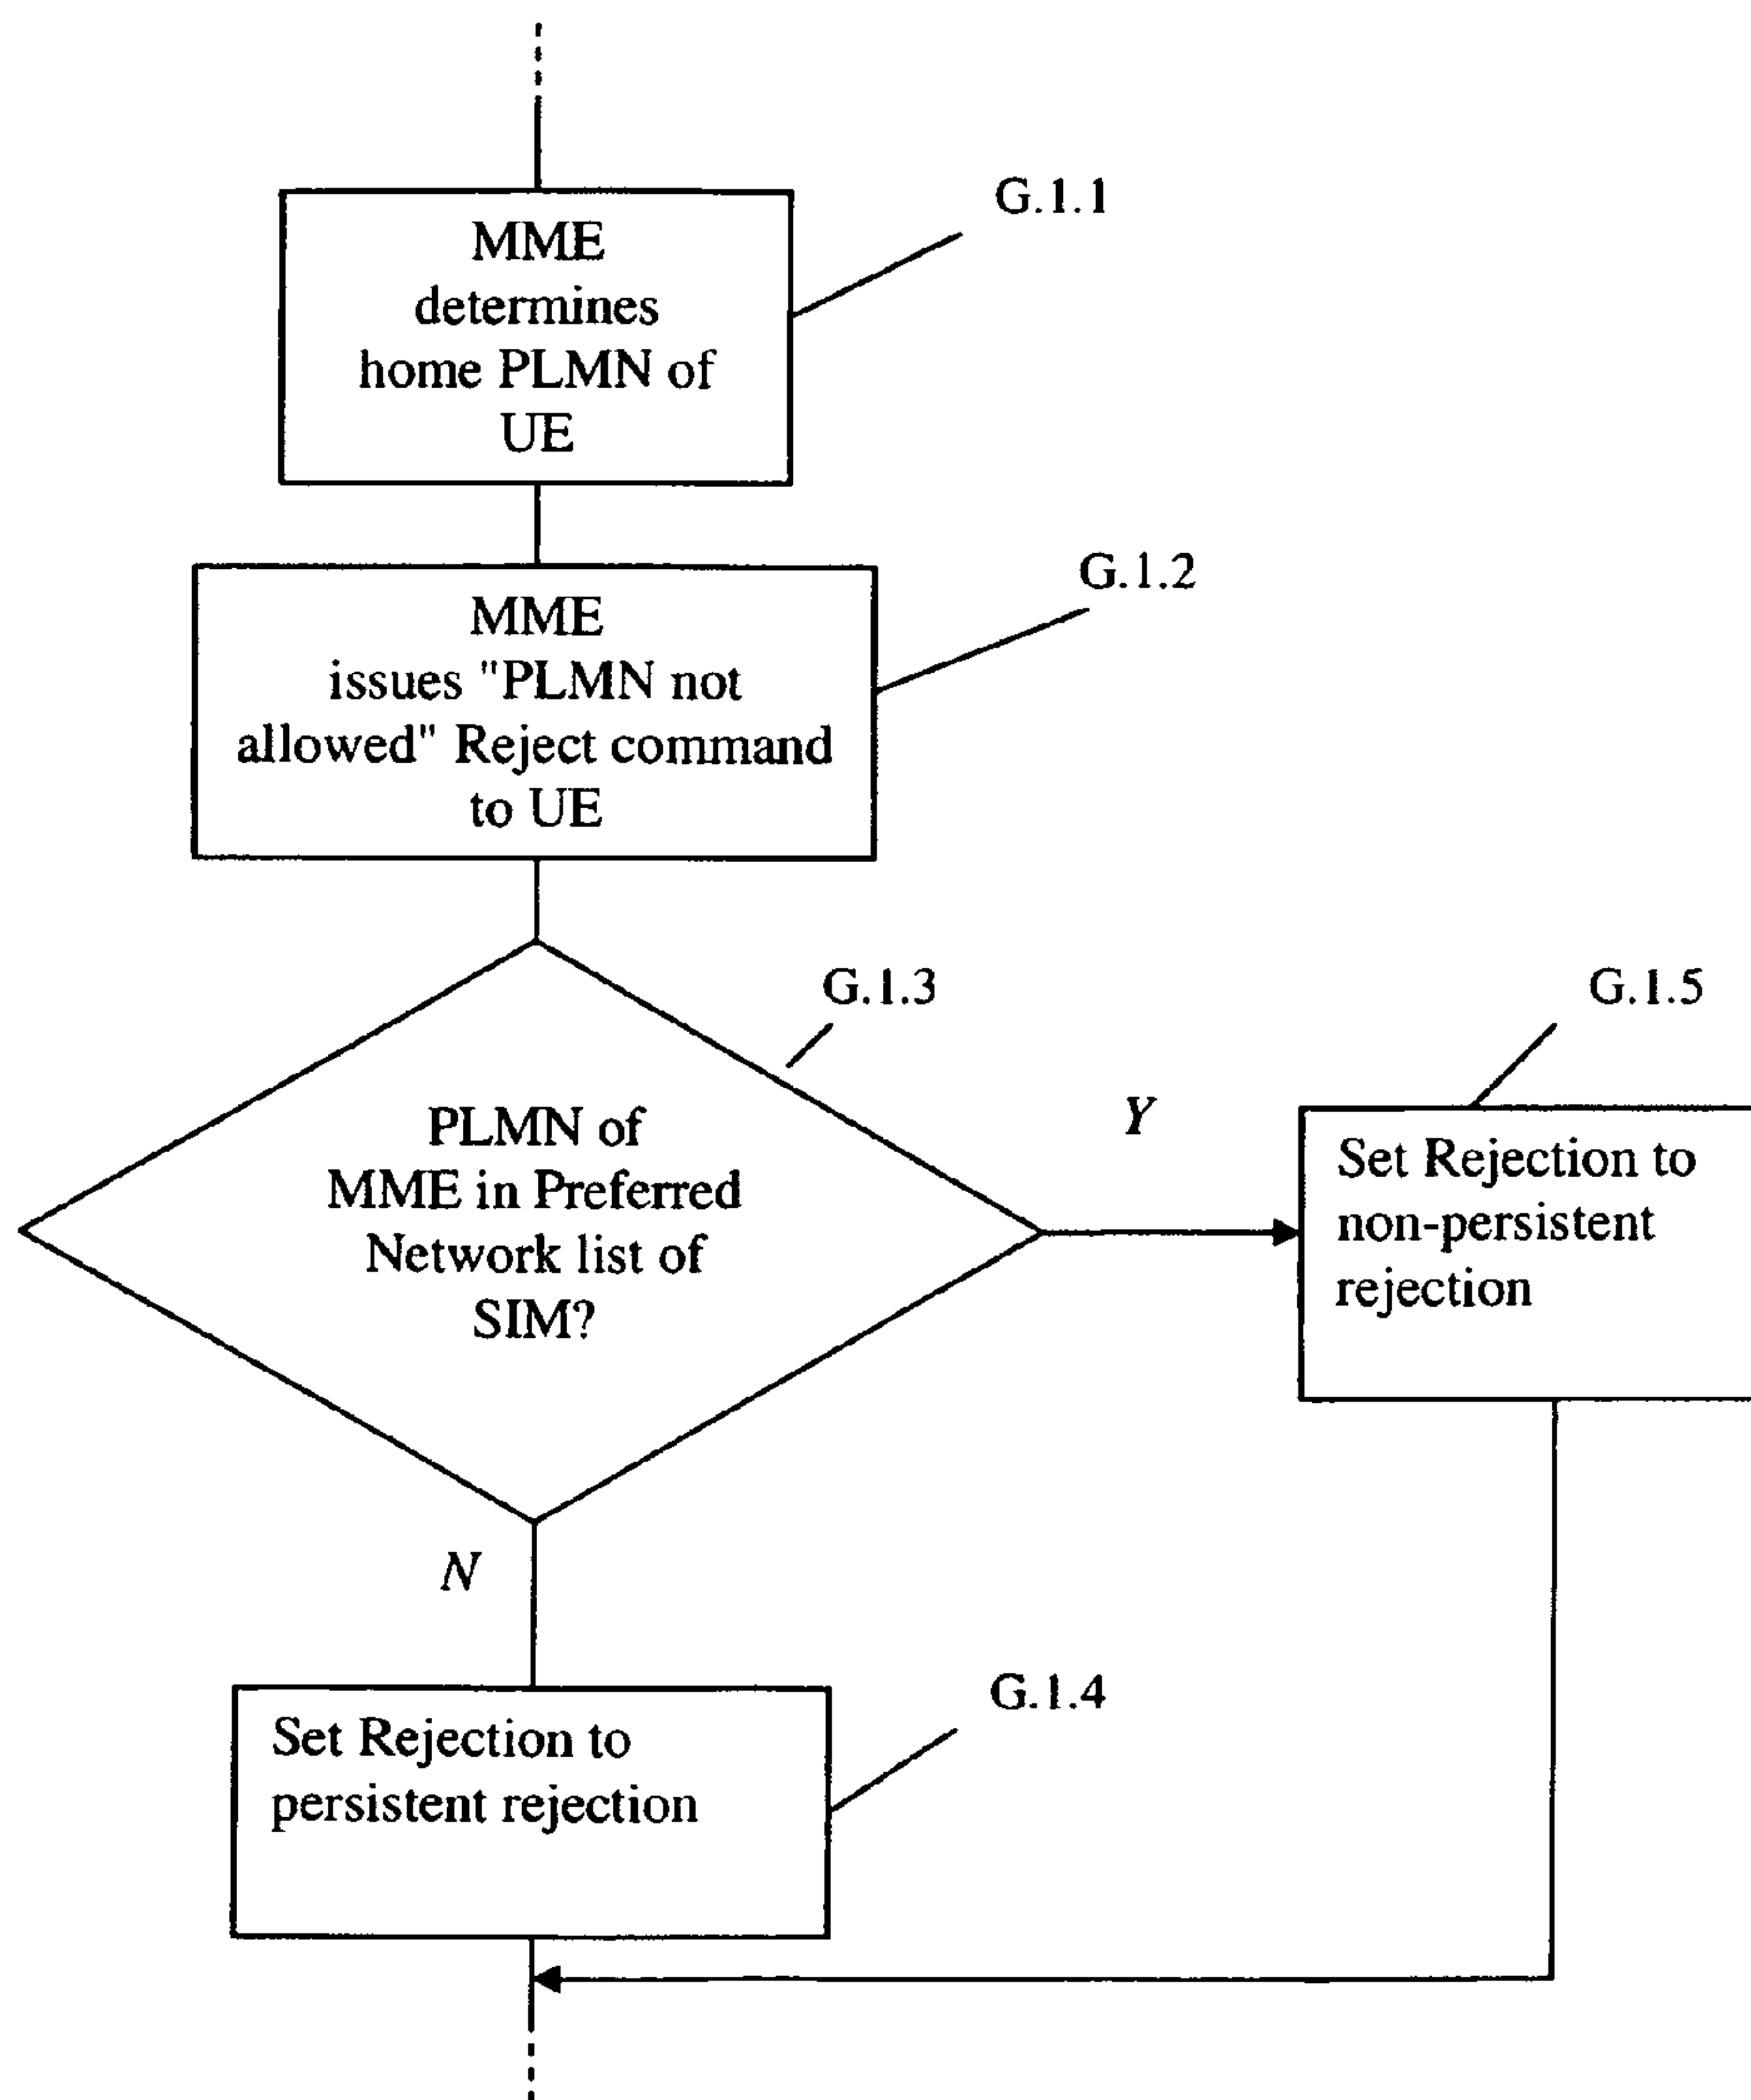 G.1.1
MME
determines
home PLMN of
UE
G.1.2
MME
issues "PLMN not
allowed" Reject command
to UE
G.1.3
G.1.5
PLMN of
MME in Preferred
Network list of
SIM?
Y
Set Rejection to
non-persistent
rejection
N
G.1.4
Set Rejection to
persistent rejection